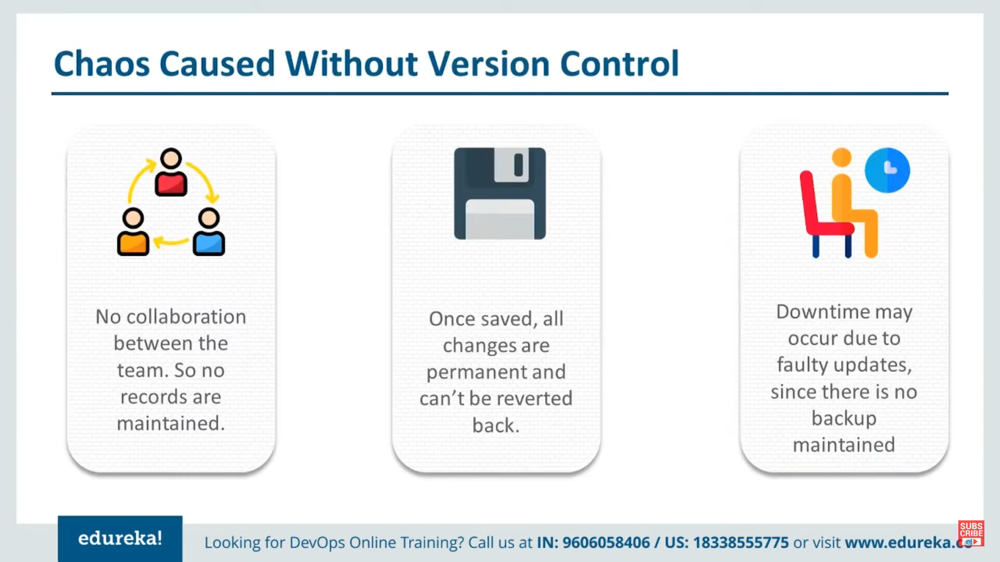 Chaos Caused Without Version Control
No collaboration
between the
team. So no
records are
maintained.
Once saved, all
changes are
permanent and
can’t be reverted
back.
Downtime may
occur due to
faulty updates,
since there is no
backup
maintained
edureka!
Looking for DevOps Online Training? Call us at IN: 9606058406 / US: 18338555775 or visit www.edureka.co
SUBS
CRIBE
e!